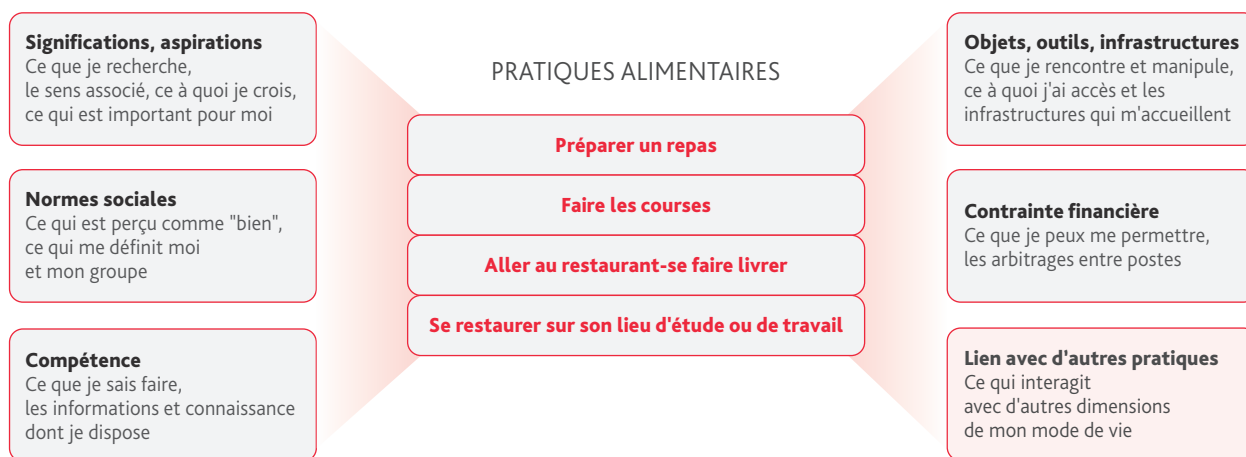 Significations, aspirations
Ce que je recherche,
le sens associé, ce à quoi je crois,
ce qui est important pour moi
Normes sociales
Ce qui est perçu comme "bien",
ce qui me définit moi
et mon groupe
Compétence
Ce que je sais faire,
les informations et connaissance
dont je dispose
PRATIQUES ALIMENTAIRES
Préparer un repas
Faire les courses
Aller au restaurant-se faire livrer
Se restaurer sur son lieu d'étude ou de travail
Objets, outils, infrastructures
Ce que je rencontre et manipule,
ce à quoi j'ai accès et les
infrastructures qui m'accueillent
Contrainte financière
Ce que je peux me permettre,
les arbitrages entre postes
Lien avec d'autres pratiques
Ce qui interagit
avec d'autres dimensions
de mon mode de vie